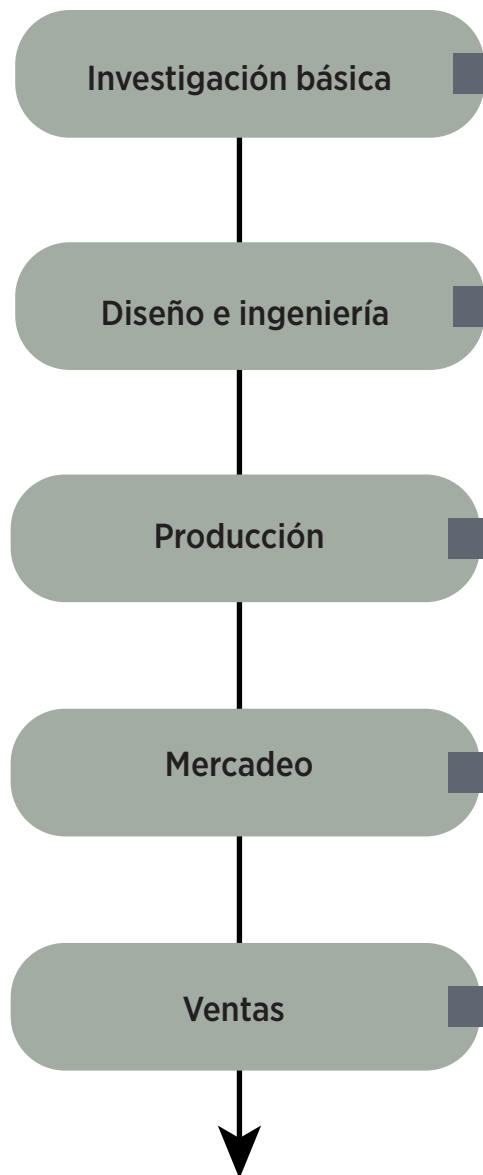 Investigación básica
Diseño e ingeniería
Producción
Mercadeo
Ventas